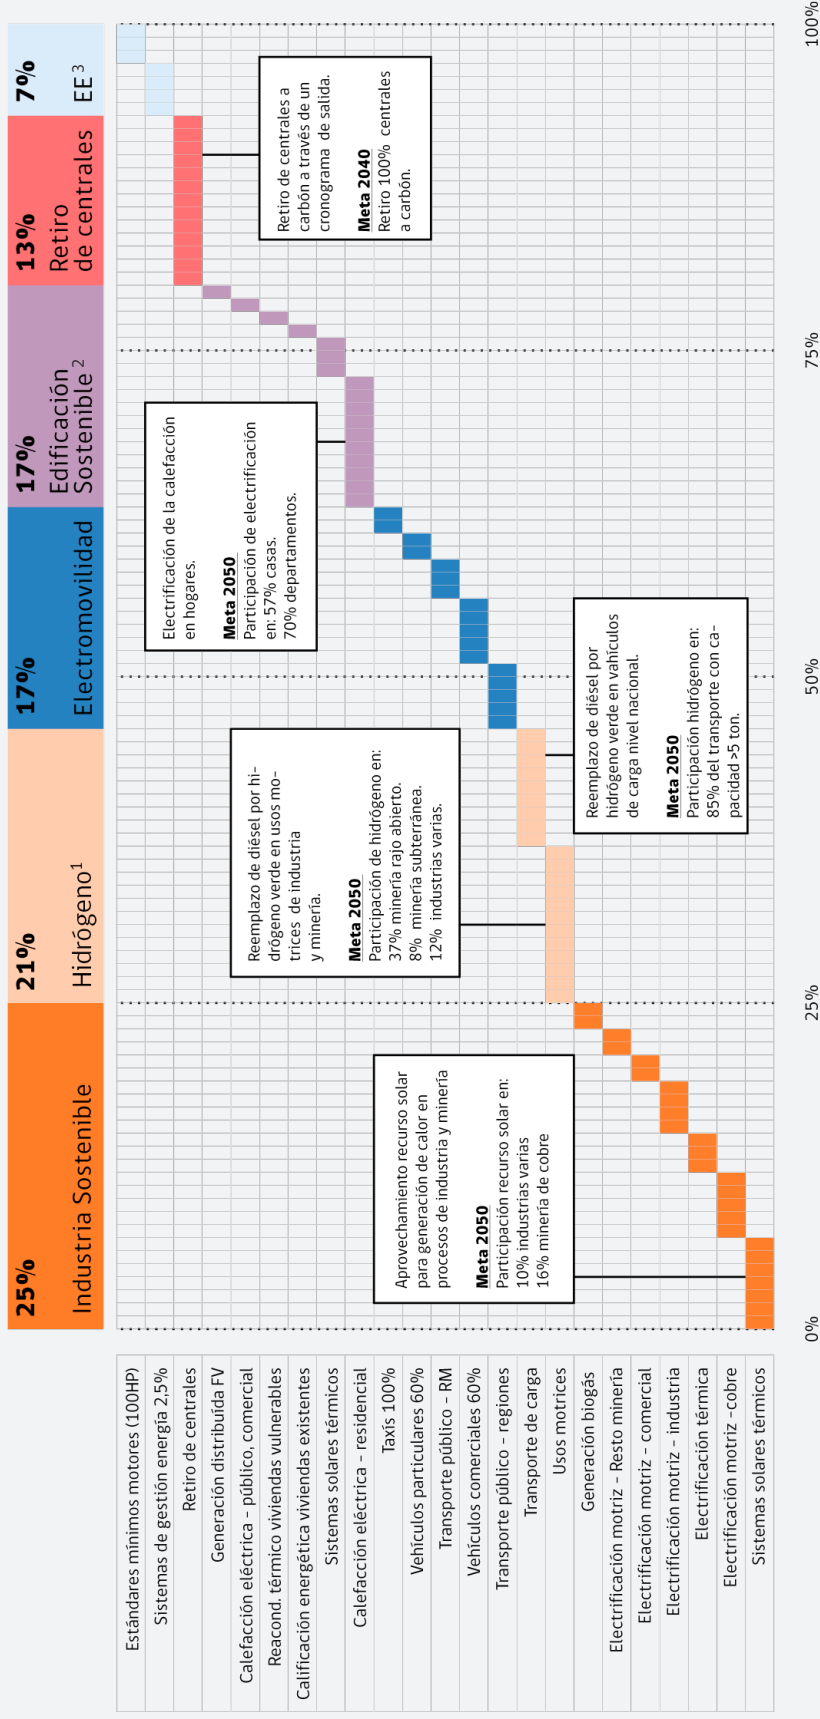 25%
Industria Sostenible
21%
Hidrógeno¹
17%
Electromovilidad
17%
Edificación
Sostenible ²
13%
Retiro
de centrales
7%
EE ³
Estándares mínimos motores (100HP)
Sistemas de gestión energía 2,5%
Retiro de centrales
Generación distribuída FV
Calefacción eléctrica - público, comercial
Reacond. térmico viviendas vulnerables
Calificación energética viviendas existentes
Sistemas solares térmicos
Calefacción eléctrica - residencial
Taxis 100%
Vehículos particulares 60%
Transporte público - RM
Vehículos comerciales 60%
Transporte público - regiones
Transporte de carga
Usos motrices
Generación biogás
Electrificación motriz - Resto minería
Electrificación motriz - comercial
Electrificación motriz - industria
Electrificación térmica
Electrificación motriz -cobre
Sistemas solares térmicos
Retiro de centrales a
carbón a través de un
cronograma de salida.
Meta 2040
Retiro 100% centrales
a carbón.
Electrificación de la calefacción
en hogares.
Meta 2050
Participación de electrificación
en: 57% casas.
70% departamentos.
Reemplazo de diésel por hi-
drógeno verde en usos mo-
trices de industria
y minería.
Meta 2050
Participación de hidrógeno en:
37% minería rajo abierto.
8% minería subterránea.
12% industrias varias.
Reemplazo de diésel por
hidrógeno verde en vahículos
de carga nivel nacional.
Meta 2050
Participación hidrógeno en:
85% del transporte con ca-
pacidad >5 ton.
Aprovechamiento recurso solar
para generación de calor en
procesos de industria y minería
Meta 2050
Participación recurso solar en:
10% industrias varias
16% minería de cobre
0%
25%
50%
75%
100%